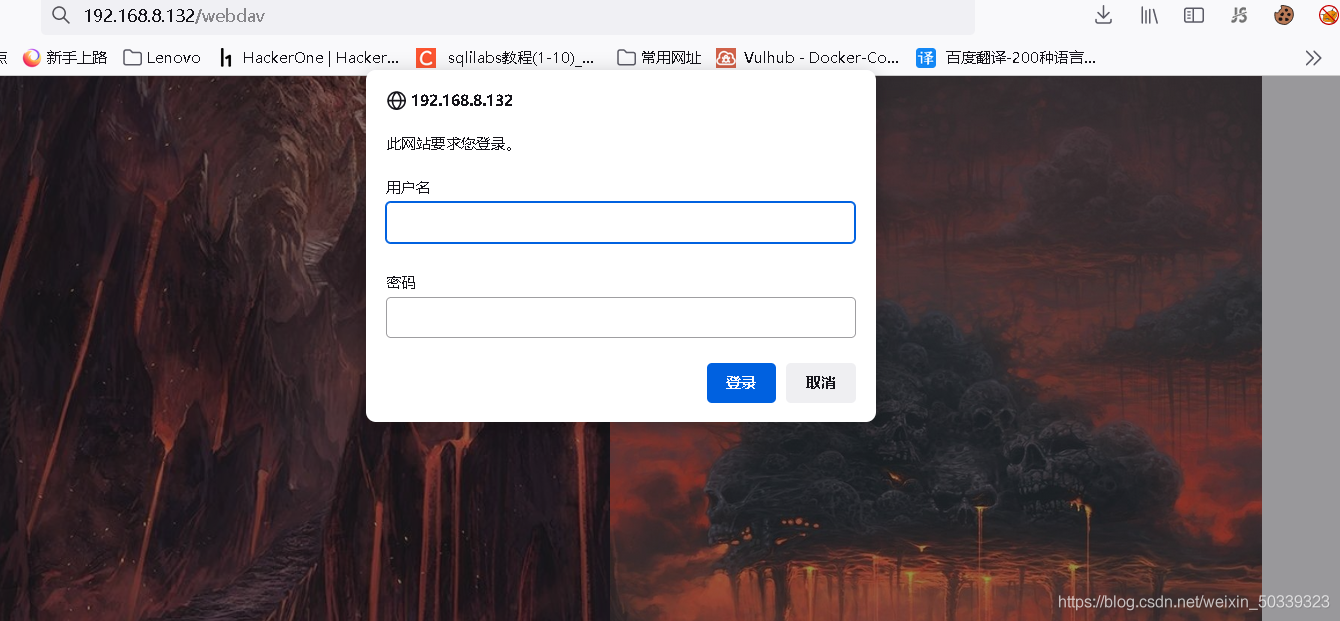 192.168.8.132/webdav
点 新手上路 Lenovo HackerOne | Hacker... sqlilabs教程(1-10)_... 常用网址 Vulhub - Docker-Co... 百度翻译-200种语言...
192.168.8.132
此网站要求您登录。
用户名
密码
登录 取消
https://blog.csdn.net/weixin_50339323